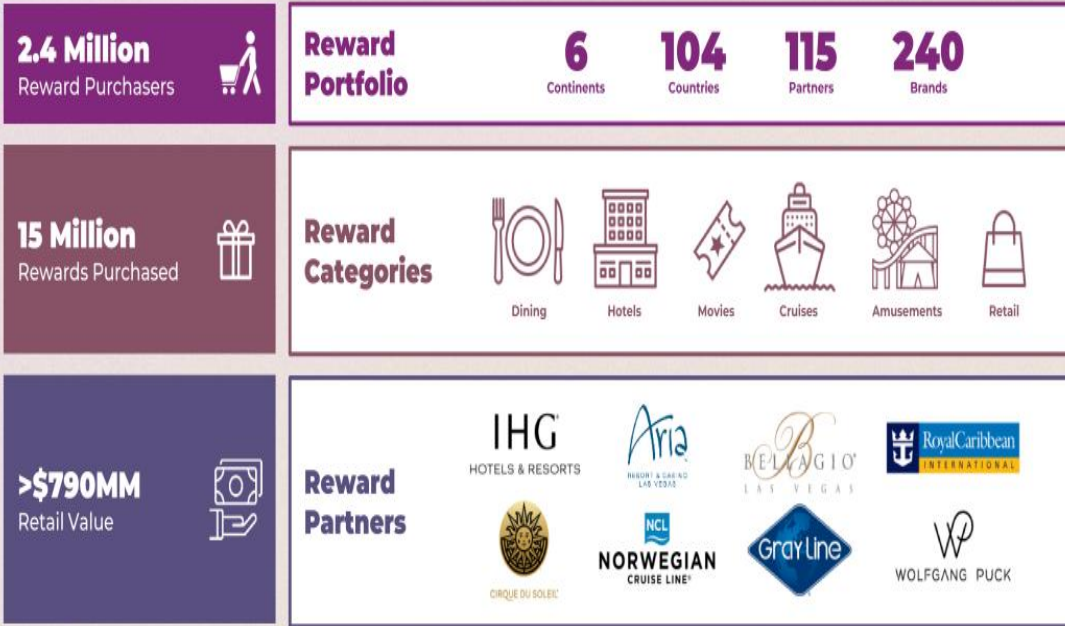 2.4 Million
Reward Purchasers
Reward
Portfolio
6
Continents
104
Countries
115
Partners
240
Brands
15 Million
Rewards Purchased
Reward
Categories
Dining
Hotels
Movies
Cruises
Amusements
Retail
>$790MM
Retail Value
Reward
Partners
IHG
HOTELS & RESORTS
Aria
RESORT & CASINO
LAS VEGAS
B
BELLAGIO®
LAS VEGAS
RoyalCaribbean
INTERNATIONAL
CIRQUE DU SOLEIL
NCL
NORWEGIAN
CRUISE LINE®
Gray Line
WP
WOLFGANG PUCK